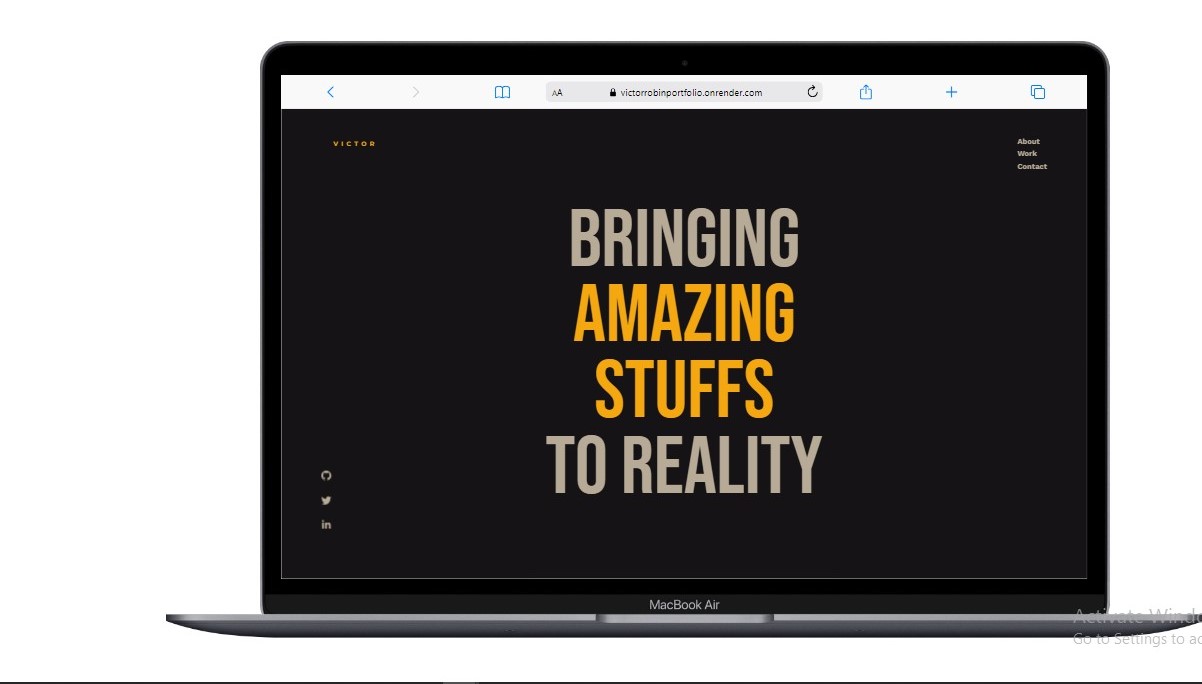 AA victorrobinportfolio.onrender.com
VICTOR
About
Work
Contact
BRINGING
AMAZING
STUFFS
TO REALITY
in
MacBook Air
Activate Windo
Go to Settings to ac